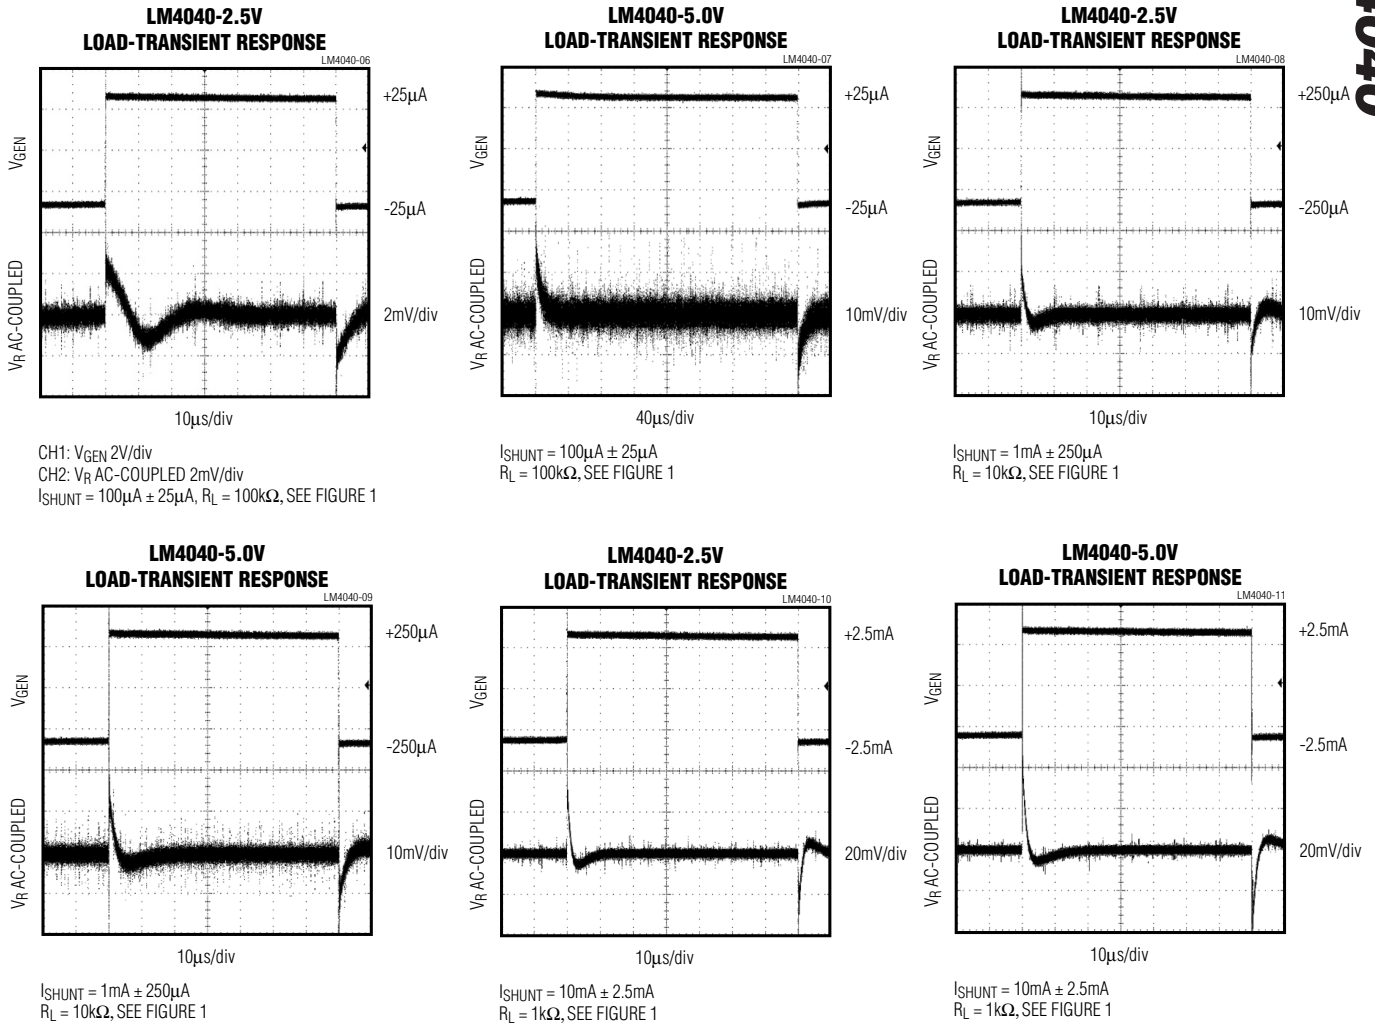 LM4040-2.5V
LOAD-TRANSIENT RESPONSE
LM4040-06
+25μA
VGEN
-25μA
VR AC-COUPLED
2mV/div
10μs/div
CH1: VGEN 2V/div
CH2: VR AC-COUPLED 2mV/div
ISHUNT = 100μA ± 25μA, RL = 100kΩ, SEE FIGURE 1
LM4040-5.0V
LOAD-TRANSIENT RESPONSE
LM4040-07
+25μA
VGEN
-25μA
VR AC-COUPLED
10mV/div
40μs/div
ISHUNT = 100μA ± 25μA
RL = 100kΩ, SEE FIGURE 1
LM4040-2.5V
LOAD-TRANSIENT RESPONSE
LM4040-08
+250μA
VGEN
-250μA
VR AC-COUPLED
10mV/div
10μs/div
ISHUNT = 1mA ± 250μA
RL = 10kΩ, SEE FIGURE 1
LM4040-5.0V
LOAD-TRANSIENT RESPONSE
LM4040-09
+250μA
VGEN
-250μA
VR AC-COUPLED
10mV/div
10μs/div
ISHUNT = 1mA ± 250μA
RL = 10kΩ, SEE FIGURE 1
LM4040-2.5V
LOAD-TRANSIENT RESPONSE
LM4040-10
+2.5mA
VGEN
-2.5mA
VR AC-COUPLED
20mV/div
10μs/div
ISHUNT = 10mA ± 2.5mA
RL = 1kΩ, SEE FIGURE 1
LM4040-5.0V
LOAD-TRANSIENT RESPONSE
LM4040-11
+2.5mA
VGEN
-2.5mA
VR AC-COUPLED
20mV/div
10μs/div
ISHUNT = 10mA ± 2.5mA
RL = 1kΩ, SEE FIGURE 1